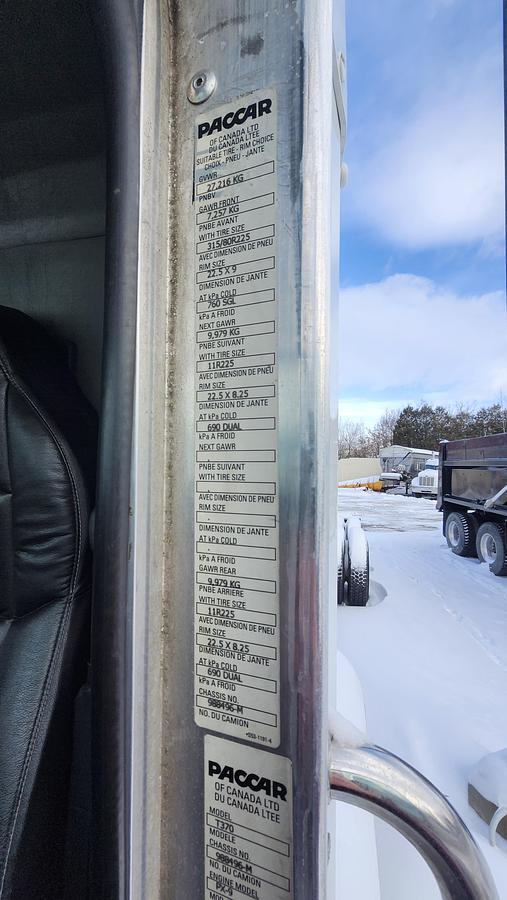 PACCAR
OF CANADA LTD
DU CANADA LTEE
SUITABLE TIRE - RIM CHOICE
CHOIX - PNEU - JANTE
GVWR
27,216 KG
PNBV
GAWR FRONT
7,257 KG
PNBE AVANT
WITH TIRE SIZE
315/80R225
AVEC DIMENSION DE PNEU
RIM SIZE
22.5 X 9
DIMENSION DE JANTE
AT kPa COLD
760 SGL
kPa A FROID
NEXT GAWR
9,979 KG
PNBE SUIVANT
WITH TIRE SIZE
11R225
AVEC DIMENSION DE PNEU
RIM SIZE
22.5 X 8.25
DIMENSION DE JANTE
AT kPa COLD
690 DUAL
kPa A FROID
NEXT GAWR
PNBE SUIVANT
WITH TIRE SIZE
AVEC DIMENSION DE PNEU
RIM SIZE
DIMENSION DE JANTE
AT kPa COLD
kPa A FROID
GAWR REAR
9,979 KG
PNBE ARRIERE
WITH TIRE SIZE
11R225
AVEC DIMENSION DE PNEU
RIM SIZE
22.5 X 8.25
DIMENSION DE JANTE
AT kPa COLD
690 DUAL
kPa A FROID
CHASSIS NO.
988496-M
NO. DU CAMION
PACCAR
OF CANADA LTD
DU CANADA LTEE
MODEL
T370
MODELE
CHASSIS NO.
988496-M
NO. DU CAMION
ENGINE MODEL
PX-9